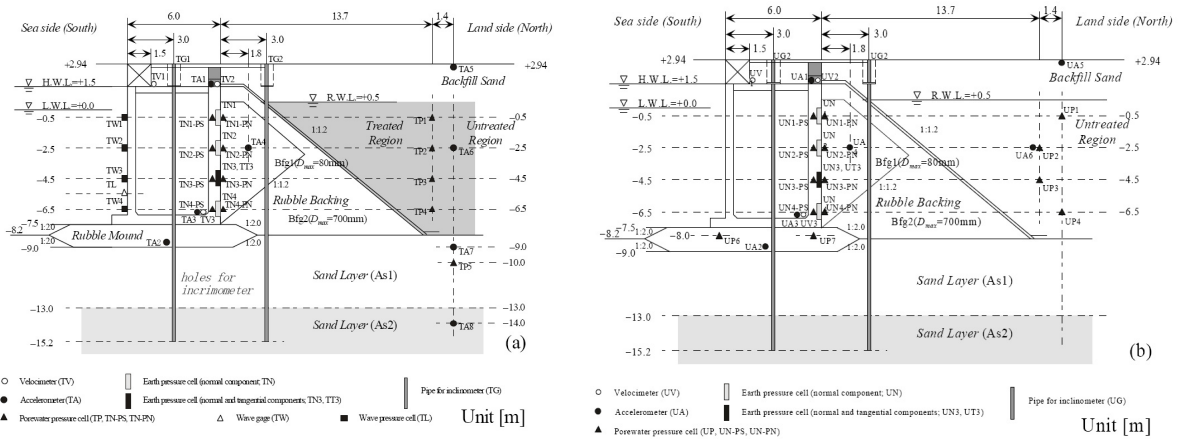 Sea side (South)
6.0
13.7
1.4
Land side (North)
3.0
3.0
1.5
1.8
TG1
TG2
+2.94
+2.94
TV1
TA1
TV2
TA5
Backfill Sand
H.W.L.=+1.5
L.W.L.=+0.0
R.W.L.=+0.5
TN1
−0.5
TW1
TN1-PS
TN1-PN
1:1.2
Treated
Region
TP1
−0.5
Untreated
Region
−2.5
TW2
TN2
TN2-PS
TN2-PN
TA4
TP2
TA6
−2.5
Bfg1(Dmax=80mm)
−4.5
TW3
TL
TN3, TT3
TN3-PS
TN3-PN
1:1.2
TP3
−4.5
Rubble Backing
−6.5
TW4
TN4
TN4-PS
TN4-PN
TP4
−6.5
TA3
TV3
Bfg2(Dmax=700mm)
−7.5
−8.2
1:2.0
1:2.0
Rubble Mound
−9.0
1:2.0
TA2
1:2.0
TA7
−9.0
TP5
−10.0
holes for
incrimometer
Sand Layer (As1)
−13.0
−13.0
Sand Layer (As2)
TA8
−14.0
−15.2
(a)
Velocimeter (TV)
Earth pressure cell (normal component; TN)
Accelerometer (TA)
Earth pressure cell (normal and tangential components; TN3, TT3)
Pipe for inclinometer (TG)
Porewater pressure cell (TP, TN-PS, TN-PN)
Wave gage (TW)
Wave pressure cell (TL)
Unit [m]
Sea side (South)
6.0
13.7
1.4
Land side (North)
3.0
3.0
1.5
1.8
UG2
UG2
+2.94
+2.94
UV
1
UA1
UV2
UA5
Backfill Sand
H.W.L.=+1.5
L.W.L.=+0.0
R.W.L.=+0.5
UN
−0.5
UN1-PS
UN1-PN
1:1.2
UP1
−0.5
Untreated
Region
−2.5
UN
UN2-PS
UN2-PN
UA
UA6
UP2
−2.5
Bfg1(Dmax=80mm)
−4.5
UN3, UT3
UN3-PS
UN3-PN
1:1.2
UP3
−4.5
Rubble Backing
−6.5
UN4-PS
UN4-PN
UP4
−6.5
UA3
UV3
Bfg2(Dmax=700mm)
−7.5
−8.2
1:2.0
−8.0
UP6
UP7
1:2.0
−9.0
1:2.0
UA2
1:2.0
Sand Layer (As1)
−13.0
Sand Layer (As2)
−15.2
(b)
Velocimeter (UV)
Earth pressure cell (normal component; UN)
Accelerometer (UA)
Earth pressure cell (normal and tangential components; UN3, UT3)
Pipe for inclinometer (UG)
Porewater pressure cell (UP, UN-PS, UN-PN)
Unit [m]